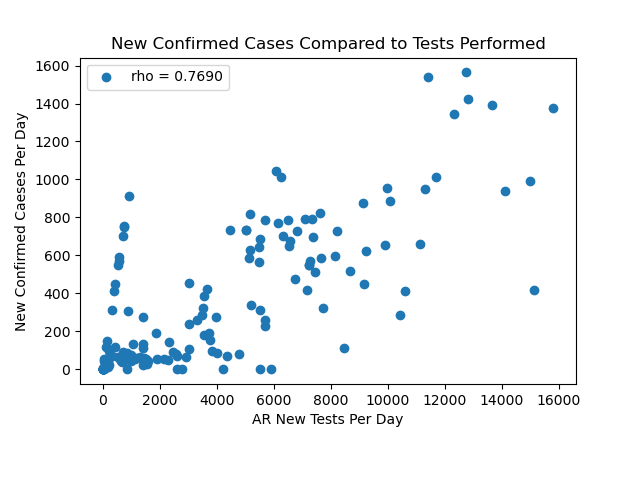 New Confirmed Cases Compared to Tests Performed
rho = 0.7690
1600
1400
1200
1000
800
600
400
200
0
New Confirmed Caeses Per Day
0 2000 4000 6000 8000 10000 12000 14000 16000
AR New Tests Per Day